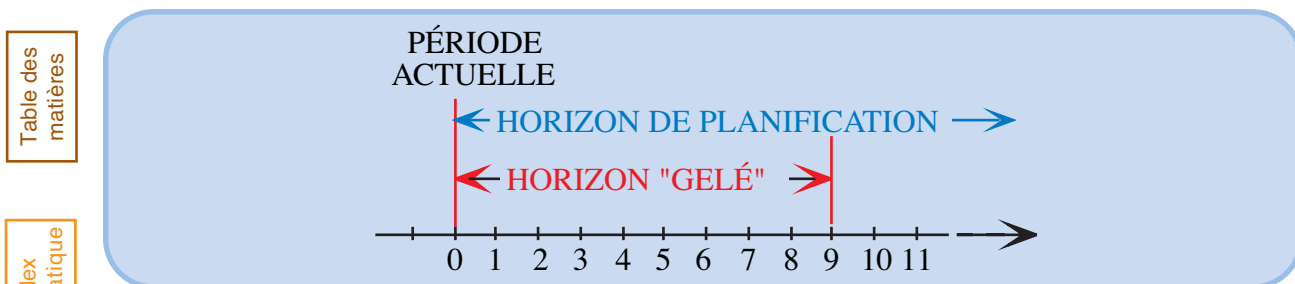 Table des
matières
PÉRIODE
ACTUELLE
HORIZON DE PLANIFICATION
HORIZON "GELÉ"
0 1 2 3 4 5 6 7 8 9 10 11